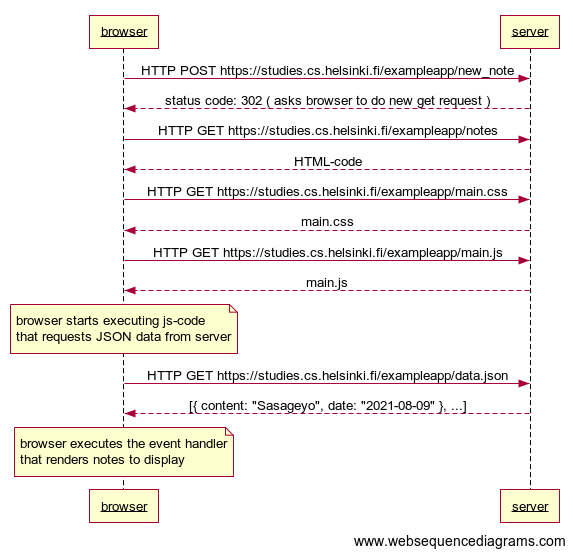 browser server
HTTP POST https://studies.cs.helsinki.fi/exampleapp/new_note
status code: 302 ( asks browser to do new get request )
HTTP GET https://studies.cs.helsinki.fi/exampleapp/notes
HTML-code
HTTP GET https://studies.cs.helsinki.fi/exampleapp/main.css
main.css
HTTP GET https://studies.cs.helsinki.fi/exampleapp/main.js
main.js
browser starts executing js-code
that requests JSON data from server
HTTP GET https://studies.cs.helsinki.fi/exampleapp/data.json
[{ content: "Sasageyo", date: "2021-08-09" }, ...]
browser executes the event handler
that renders notes to display
browser server
www.websequencediagrams.com